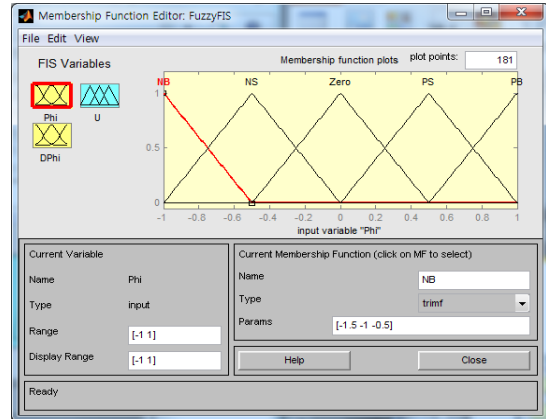 Membership Function Editor: FuzzyFIS
File Edit View
FIS Variables
Membership function plots
plot points: 181
NB NS Zero PS PB
Phi
U
DPhi
1
0.5
0
-1 -0.8 -0.6 -0.4 -0.2 0 0.2 0.4 0.6 0.8 1
input variable "Phi"
Current Variable
Name Phi
Type input
Range [-1 1]
Display Range [-1 1]
Current Membership Function (click on MF to select)
Name NB
Type trimf
Params [-1.5 -1 -0.5]
Help Close
Ready